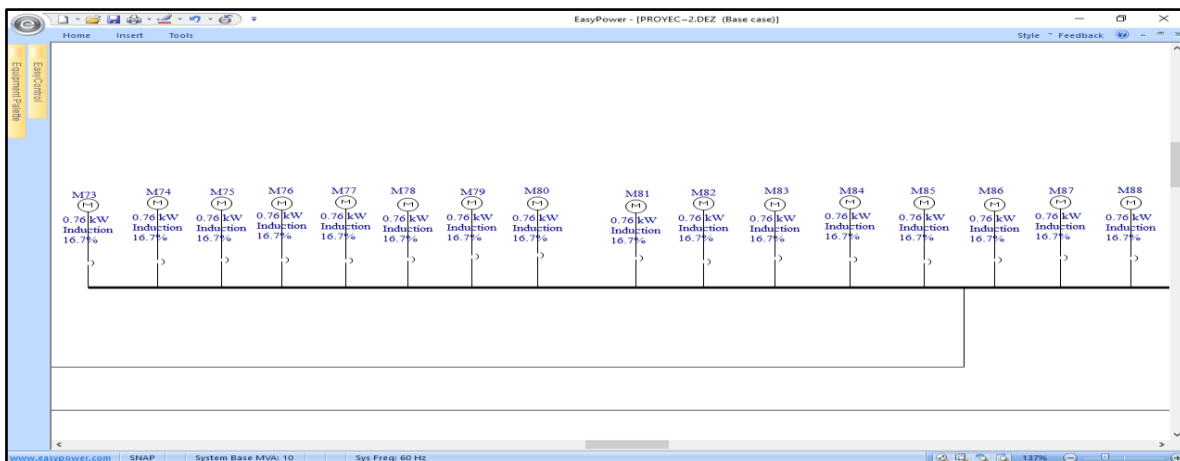 EasyPower - [PROYEC~2.DEZ (Base case)]
Home Insert Tools Style Feedback
Equipment Palette
EasyControl
M73 M74 M75 M76 M77 M78 M79 M80 M81 M82 M83 M84 M85 M86 M87 M88
M M M M M M M M M M M M M M M M
0.76 kW 0.76 kW 0.76 kW 0.76 kW 0.76 kW 0.76 kW 0.76 kW 0.76 kW 0.76 kW 0.76 kW 0.76 kW 0.76 kW 0.76 kW 0.76 kW 0.76 kW 0.76 kW
Induction Induction Induction Induction Induction Induction Induction Induction Induction Induction Induction Induction Induction Induction Induction Induction
16.7% 16.7% 16.7% 16.7% 16.7% 16.7% 16.7% 16.7% 16.7% 16.7% 16.7% 16.7% 16.7% 16.7% 16.7% 16.7%
www.easypower.com SNAP System Base MVA: 10 Sys Freq: 60 Hz 137%